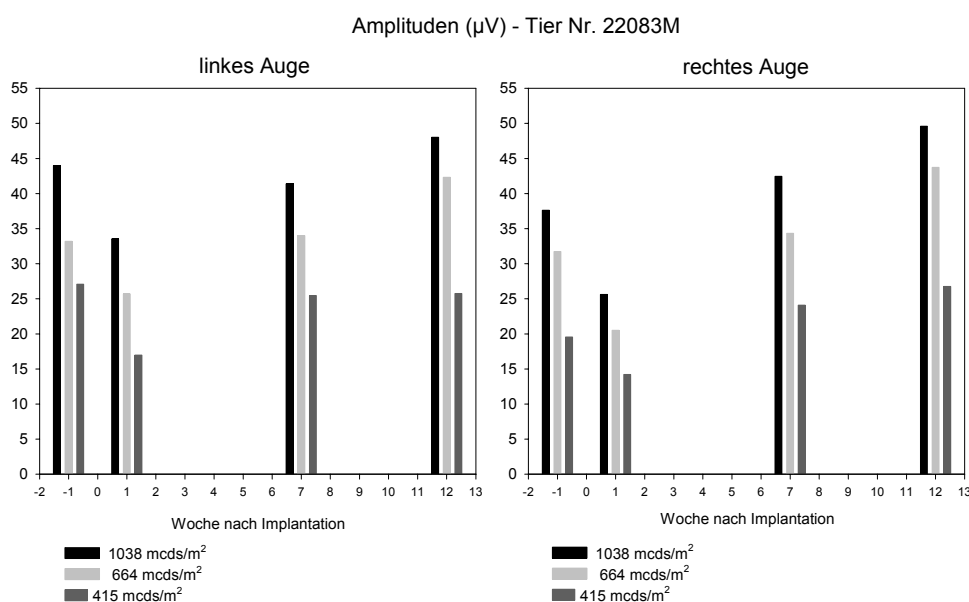 Amplituden (µV) - Tier Nr. 22083M
linkes Auge
55
50
45
40
35
30
25
20
15
10
5
0
-2 -1 0 1 2 3 4 5 6 7 8 9 10 11 12 13
Woche nach Implantation
1038 mcds/m²
664 mcds/m²
415 mcds/m²
rechtes Auge
55
50
45
40
35
30
25
20
15
10
5
0
-2 -1 0 1 2 3 4 5 6 7 8 9 10 11 12 13
Woche nach Implantation
1038 mcds/m²
664 mcds/m²
415 mcds/m²